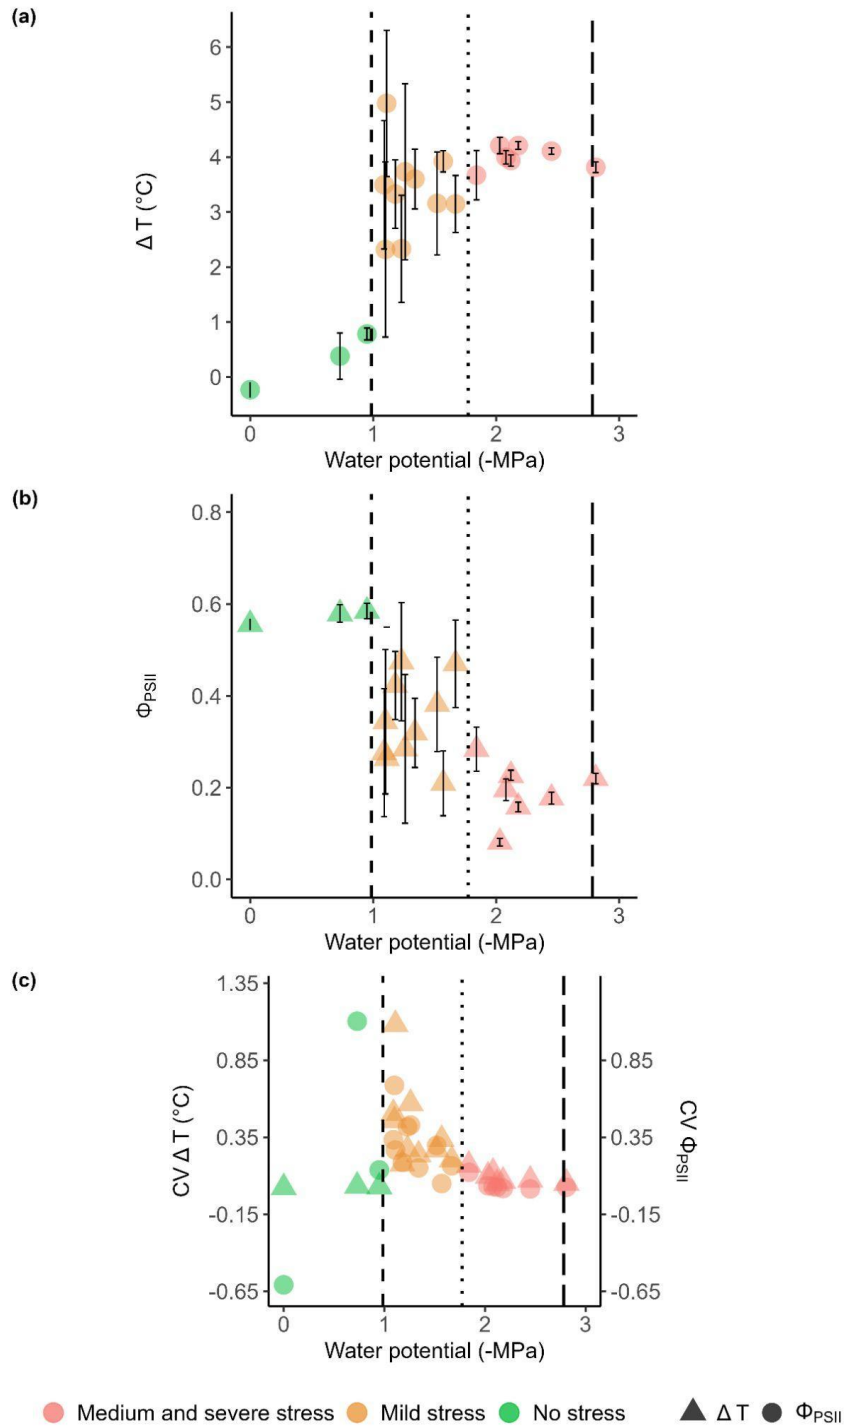 (a)
6
5
4
3
2
1
0
Δ T (°C)
0 1 2 3
Water potential (-MPa)
(b)
0.8
0.6
0.4
0.2
0.0
ΦPSII
0 1 2 3
Water potential (-MPa)
(c)
1.35
0.85 0.85
0.35 0.35
-0.15 -0.15
-0.65 -0.65
CV Δ T (°C)
CV ΦPSII
0 1 2 3
Water potential (-MPa)
Medium and severe stress Mild stress No stress Δ T ΦPSII